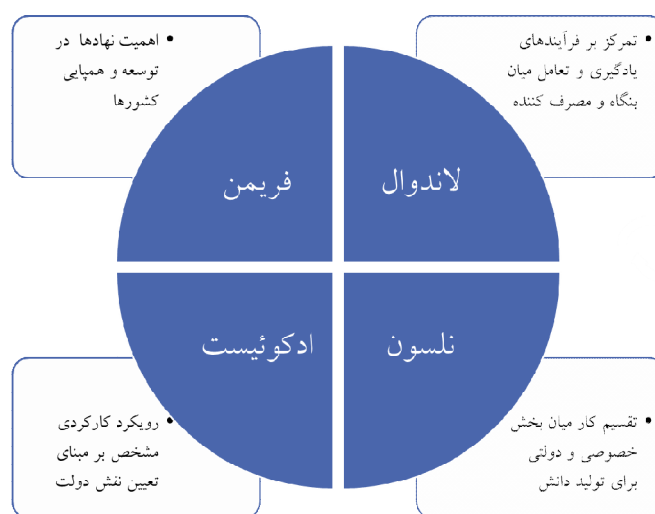 • تمرکز بر فرآیندهای
یادگیری و تعامل میان
بنگاه و مصرف کننده
• اهمیت نهادها در
توسعه و همپایی
کشورها
لاندوال
فریمن
نلسون
ادکوئیست
• تقسیم کار میان بخش
خصوصی و دولتی
برای تولید دانش
• رویکرد کارکردی
مشخص بر مبنای
تعیین نقش دولت